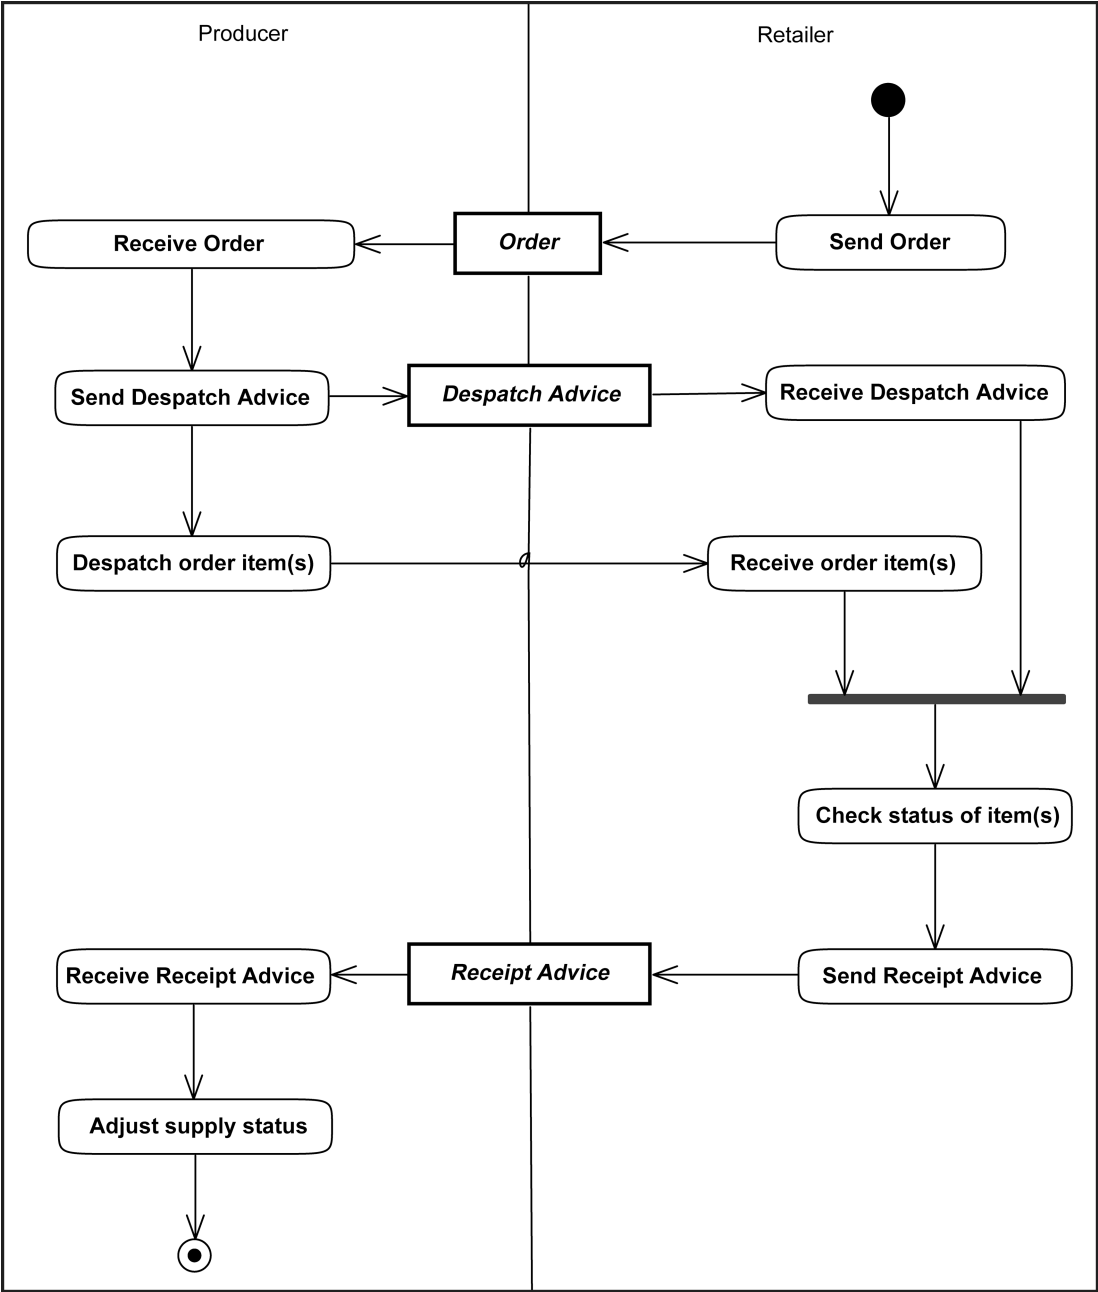 Producer
Retailer
Receive Order
Order
Send Order
Send Despatch Advice
Despatch Advice
Receive Despatch Advice
Despatch order item(s)
Receive order item(s)
Check status of item(s)
Receive Receipt Advice
Receipt Advice
Send Receipt Advice
Adjust supply status